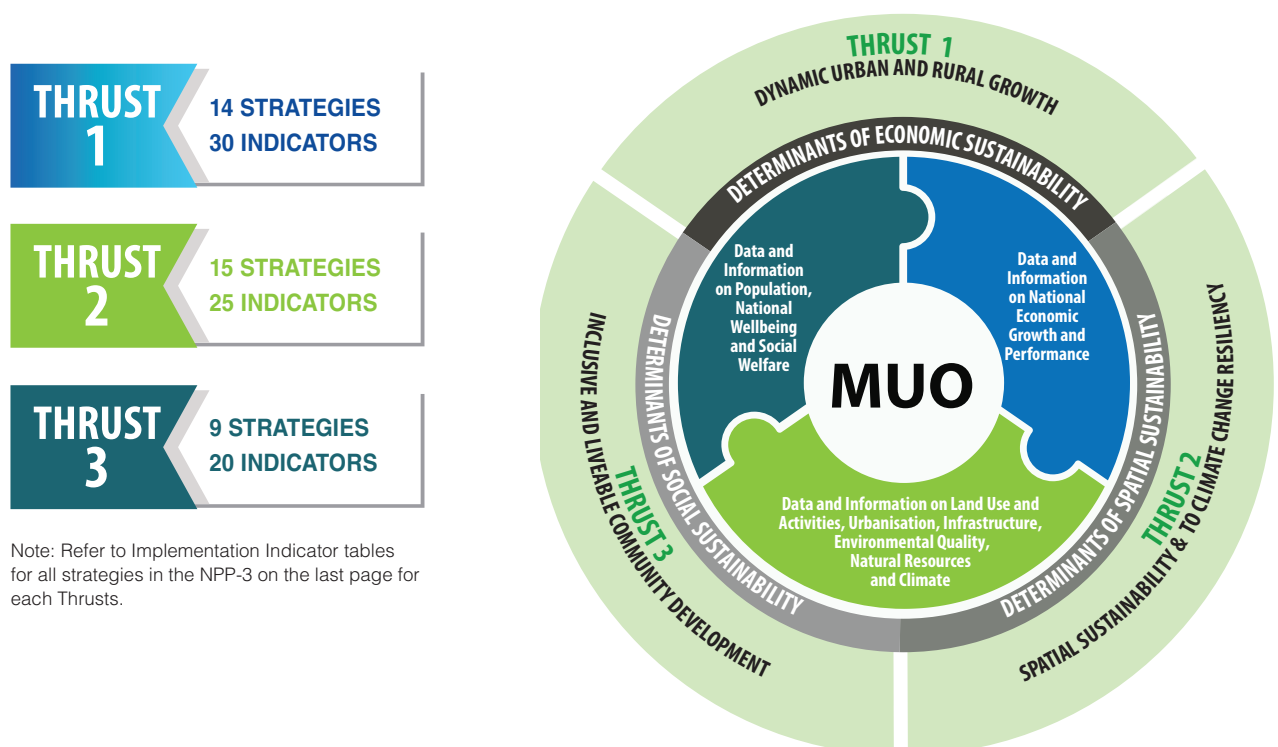 THRUST
1
14 STRATEGIES
30 INDICATORS
THRUST
2
15 STRATEGIES
25 INDICATORS
THRUST
3
9 STRATEGIES
20 INDICATORS
Note: Refer to Implementation Indicator tables
for all strategies in the NPP-3 on the last page for
each Thrusts.
THRUST 1
DYNAMIC URBAN AND RURAL GROWTH
DETERMINANTS OF ECONOMIC SUSTAINABILITY
Data and
Information
on Population,
National
Wellbeing
and Social
Welfare
Data and
Information
on National
Economic
Growth and
Performance
MUO
Data and Information on Land Use and
Activities, Urbanisation, Infrastructure,
Environmental Quality,
Natural Resources
and Climate
DETERMINANTS OF SPATIAL SUSTAINABILITY
THRUST 2
SPATIAL SUSTAINABILITY & TO CLIMATE CHANGE RESILIENCY
DETERMINANTS OF SOCIAL SUSTAINABILITY
THRUST 3
INCLUSIVE AND LIVEABLE COMMUNITY DEVELOPMENT